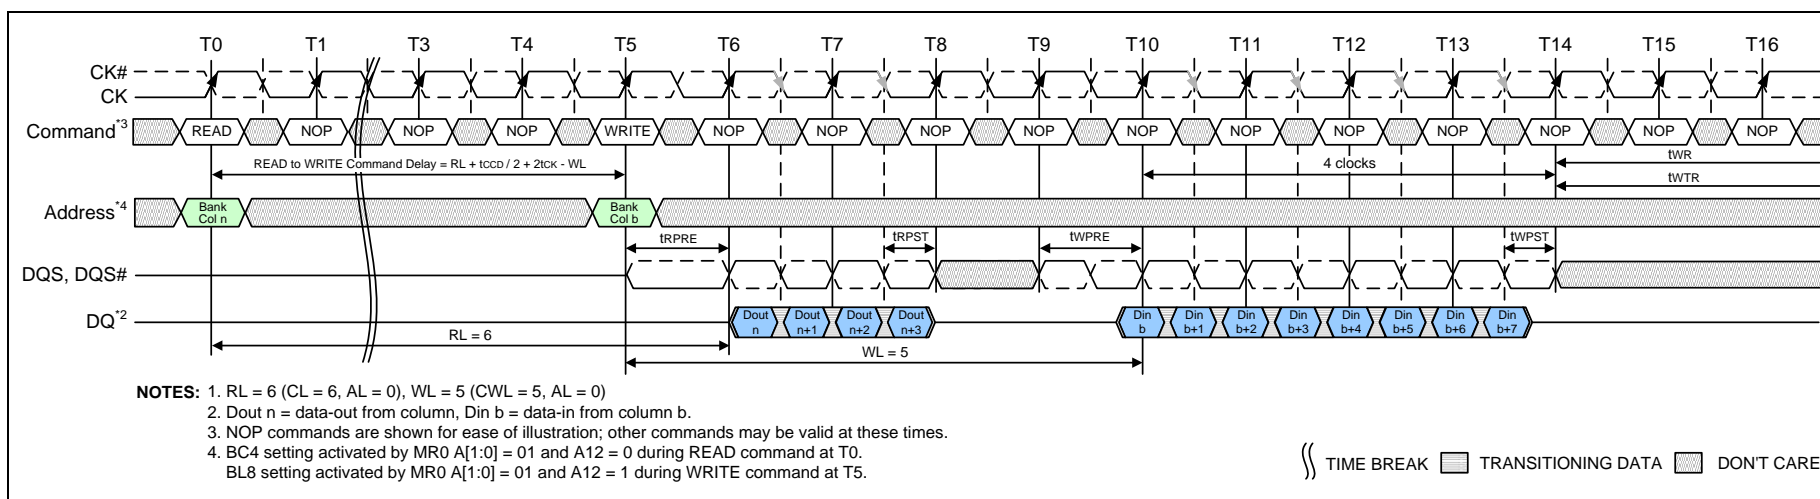 T0 T1 T3 T4 T5 T6 T7 T8 T9 T10 T11 T12 T13 T14 T15 T16
CK#
CK
Command*3 READ NOP NOP NOP WRITE NOP NOP NOP NOP NOP NOP NOP NOP NOP NOP NOP
READ to WRITE Command Delay = RL + tCCD / 2 + 2tCK - WL
4 clocks
tWR
tWTR
Address*4 Bank Col n Bank Col b
tRPRE tRPST tWPRE tWPST
DQS, DQS#
DQ*2 Dout n Dout n+1 Dout n+2 Dout n+3 Din b Din b+1 Din b+2 Din b+3 Din b+4 Din b+5 Din b+6 Din b+7
RL = 6
WL = 5
NOTES: 1. RL = 6 (CL = 6, AL = 0), WL = 5 (CWL = 5, AL = 0)
2. Dout n = data-out from column, Din b = data-in from column b.
3. NOP commands are shown for ease of illustration; other commands may be valid at these times.
4. BC4 setting activated by MR0 A[1:0] = 01 and A12 = 0 during READ command at T0.
BL8 setting activated by MR0 A[1:0] = 01 and A12 = 1 during WRITE command at T5.
TIME BREAK TRANSITIONING DATA DON'T CARE